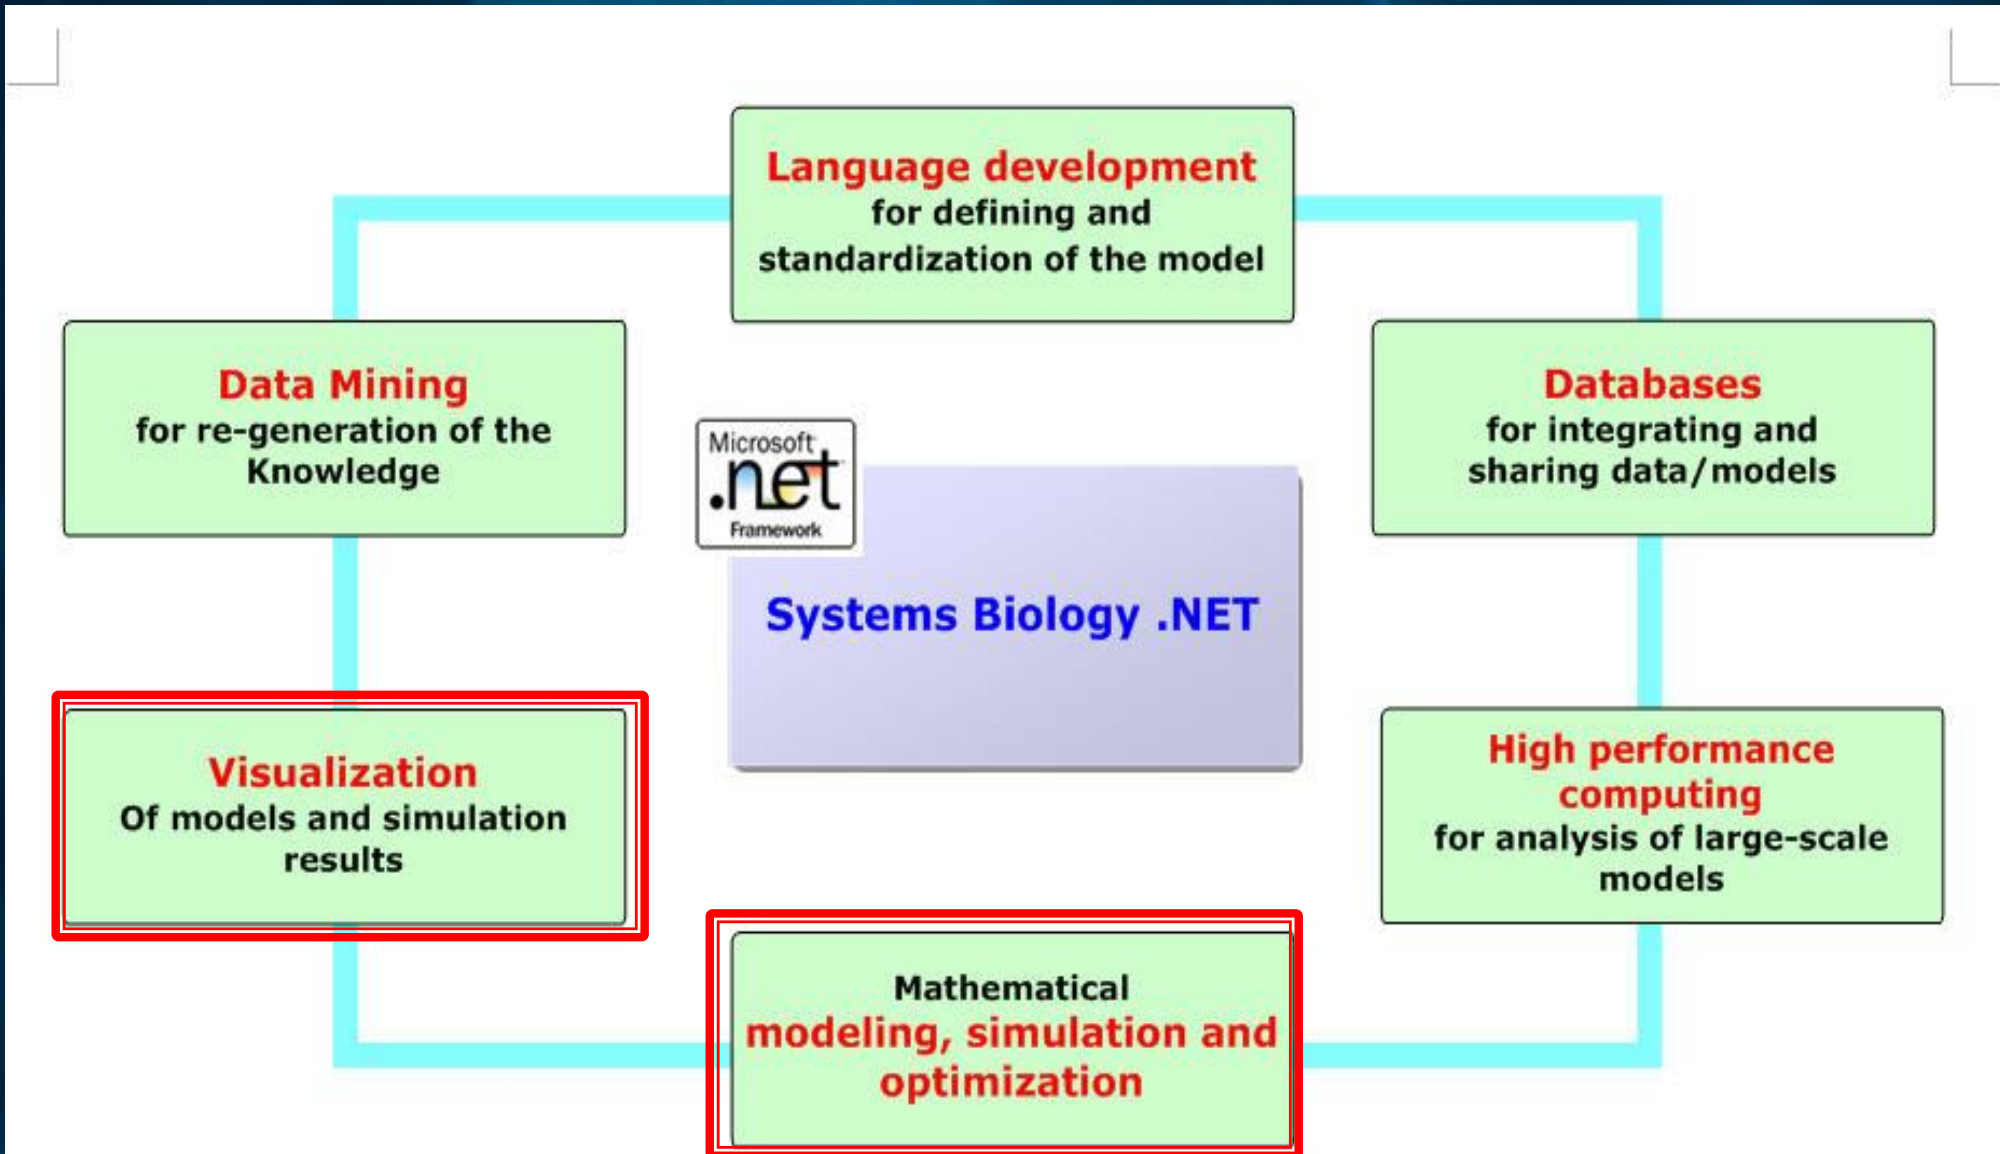 Language development
for defining and
standardization of the model
Data Mining
for re-generation of the
Knowledge
Databases
for integrating and
sharing data/models
Microsoft
.net
Framework
Systems Biology .NET
Visualization
Of models and simulation
results
High performance
computing
for analysis of large-scale
models
Mathematical
modeling, simulation and
optimization